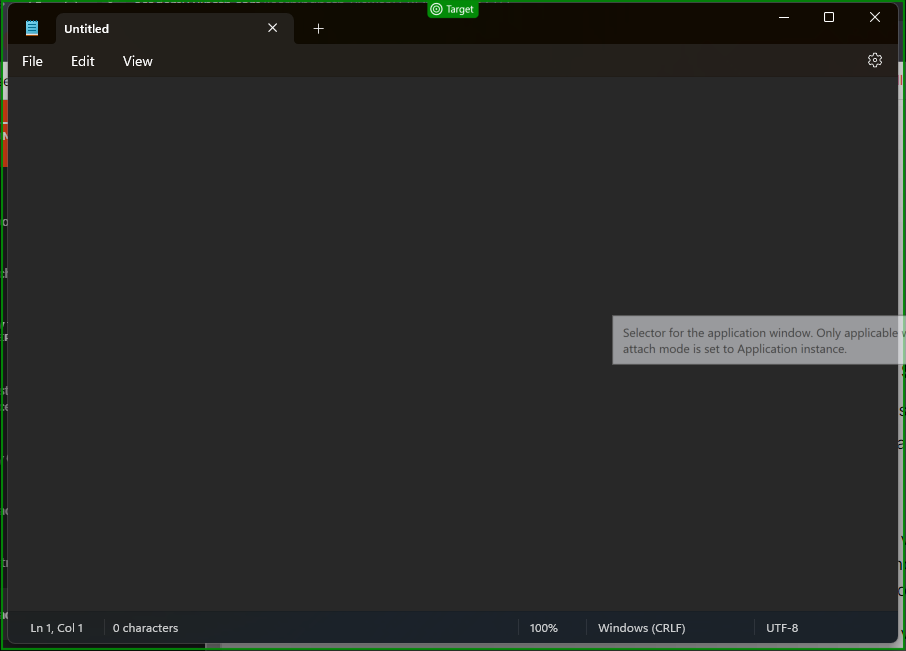 Target
Untitled
File Edit View
Selector for the application window. Only applicable
attach mode is set to Application instance.
Ln 1, Col 1 0 characters 100% Windows (CRLF) UTF-8